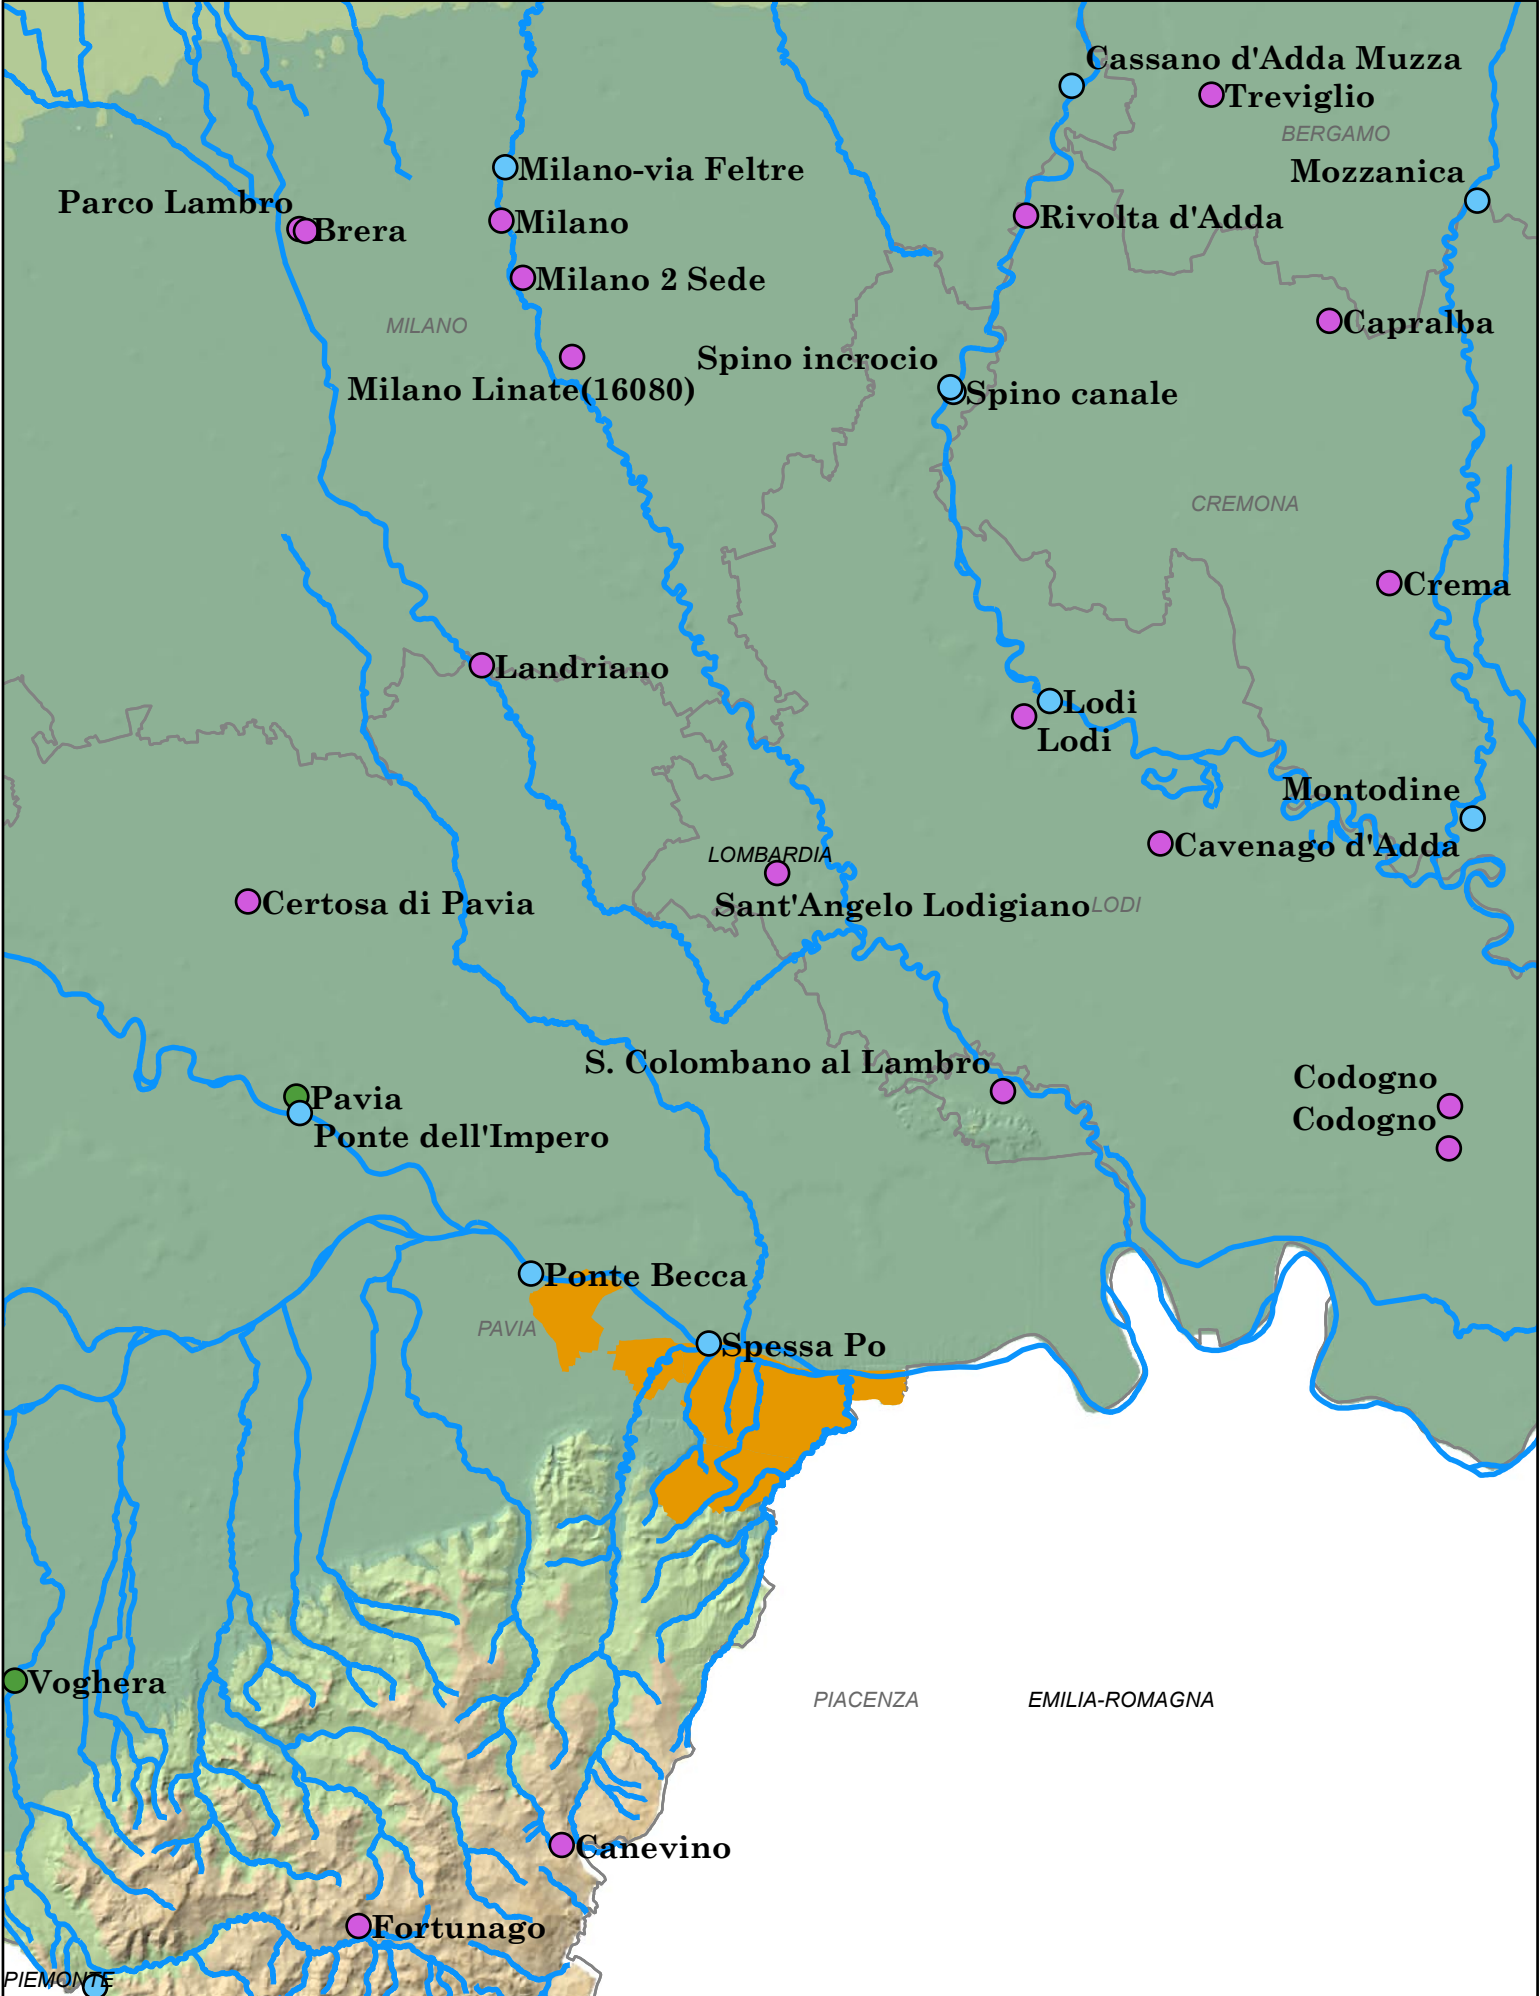 Cassano d'Adda Muzza
Treviglio
BERGAMO
Milano-via Feltre
Mozzanica
Parco Lambro
Brera
Milano
Rivolta d'Adda
Milano 2 Sede
MILANO
Capralba
Spino incrocio
Milano Linate(16080)
Spino canale
CREMONA
Crema
Landriano
Lodi
Lodi
Montodine
Cavenago d'Adda
LOMBARDIA
Certosa di Pavia
Sant'Angelo Lodigiano
LODI
S. Colombano al Lambro
Codogno
Pavia
Codogno
Ponte dell'Impero
Ponte Becca
PAVIA
Spessa Po
Voghera
PIACENZA
EMILIA-ROMAGNA
Canevino
Fortunago
PIEMONTE